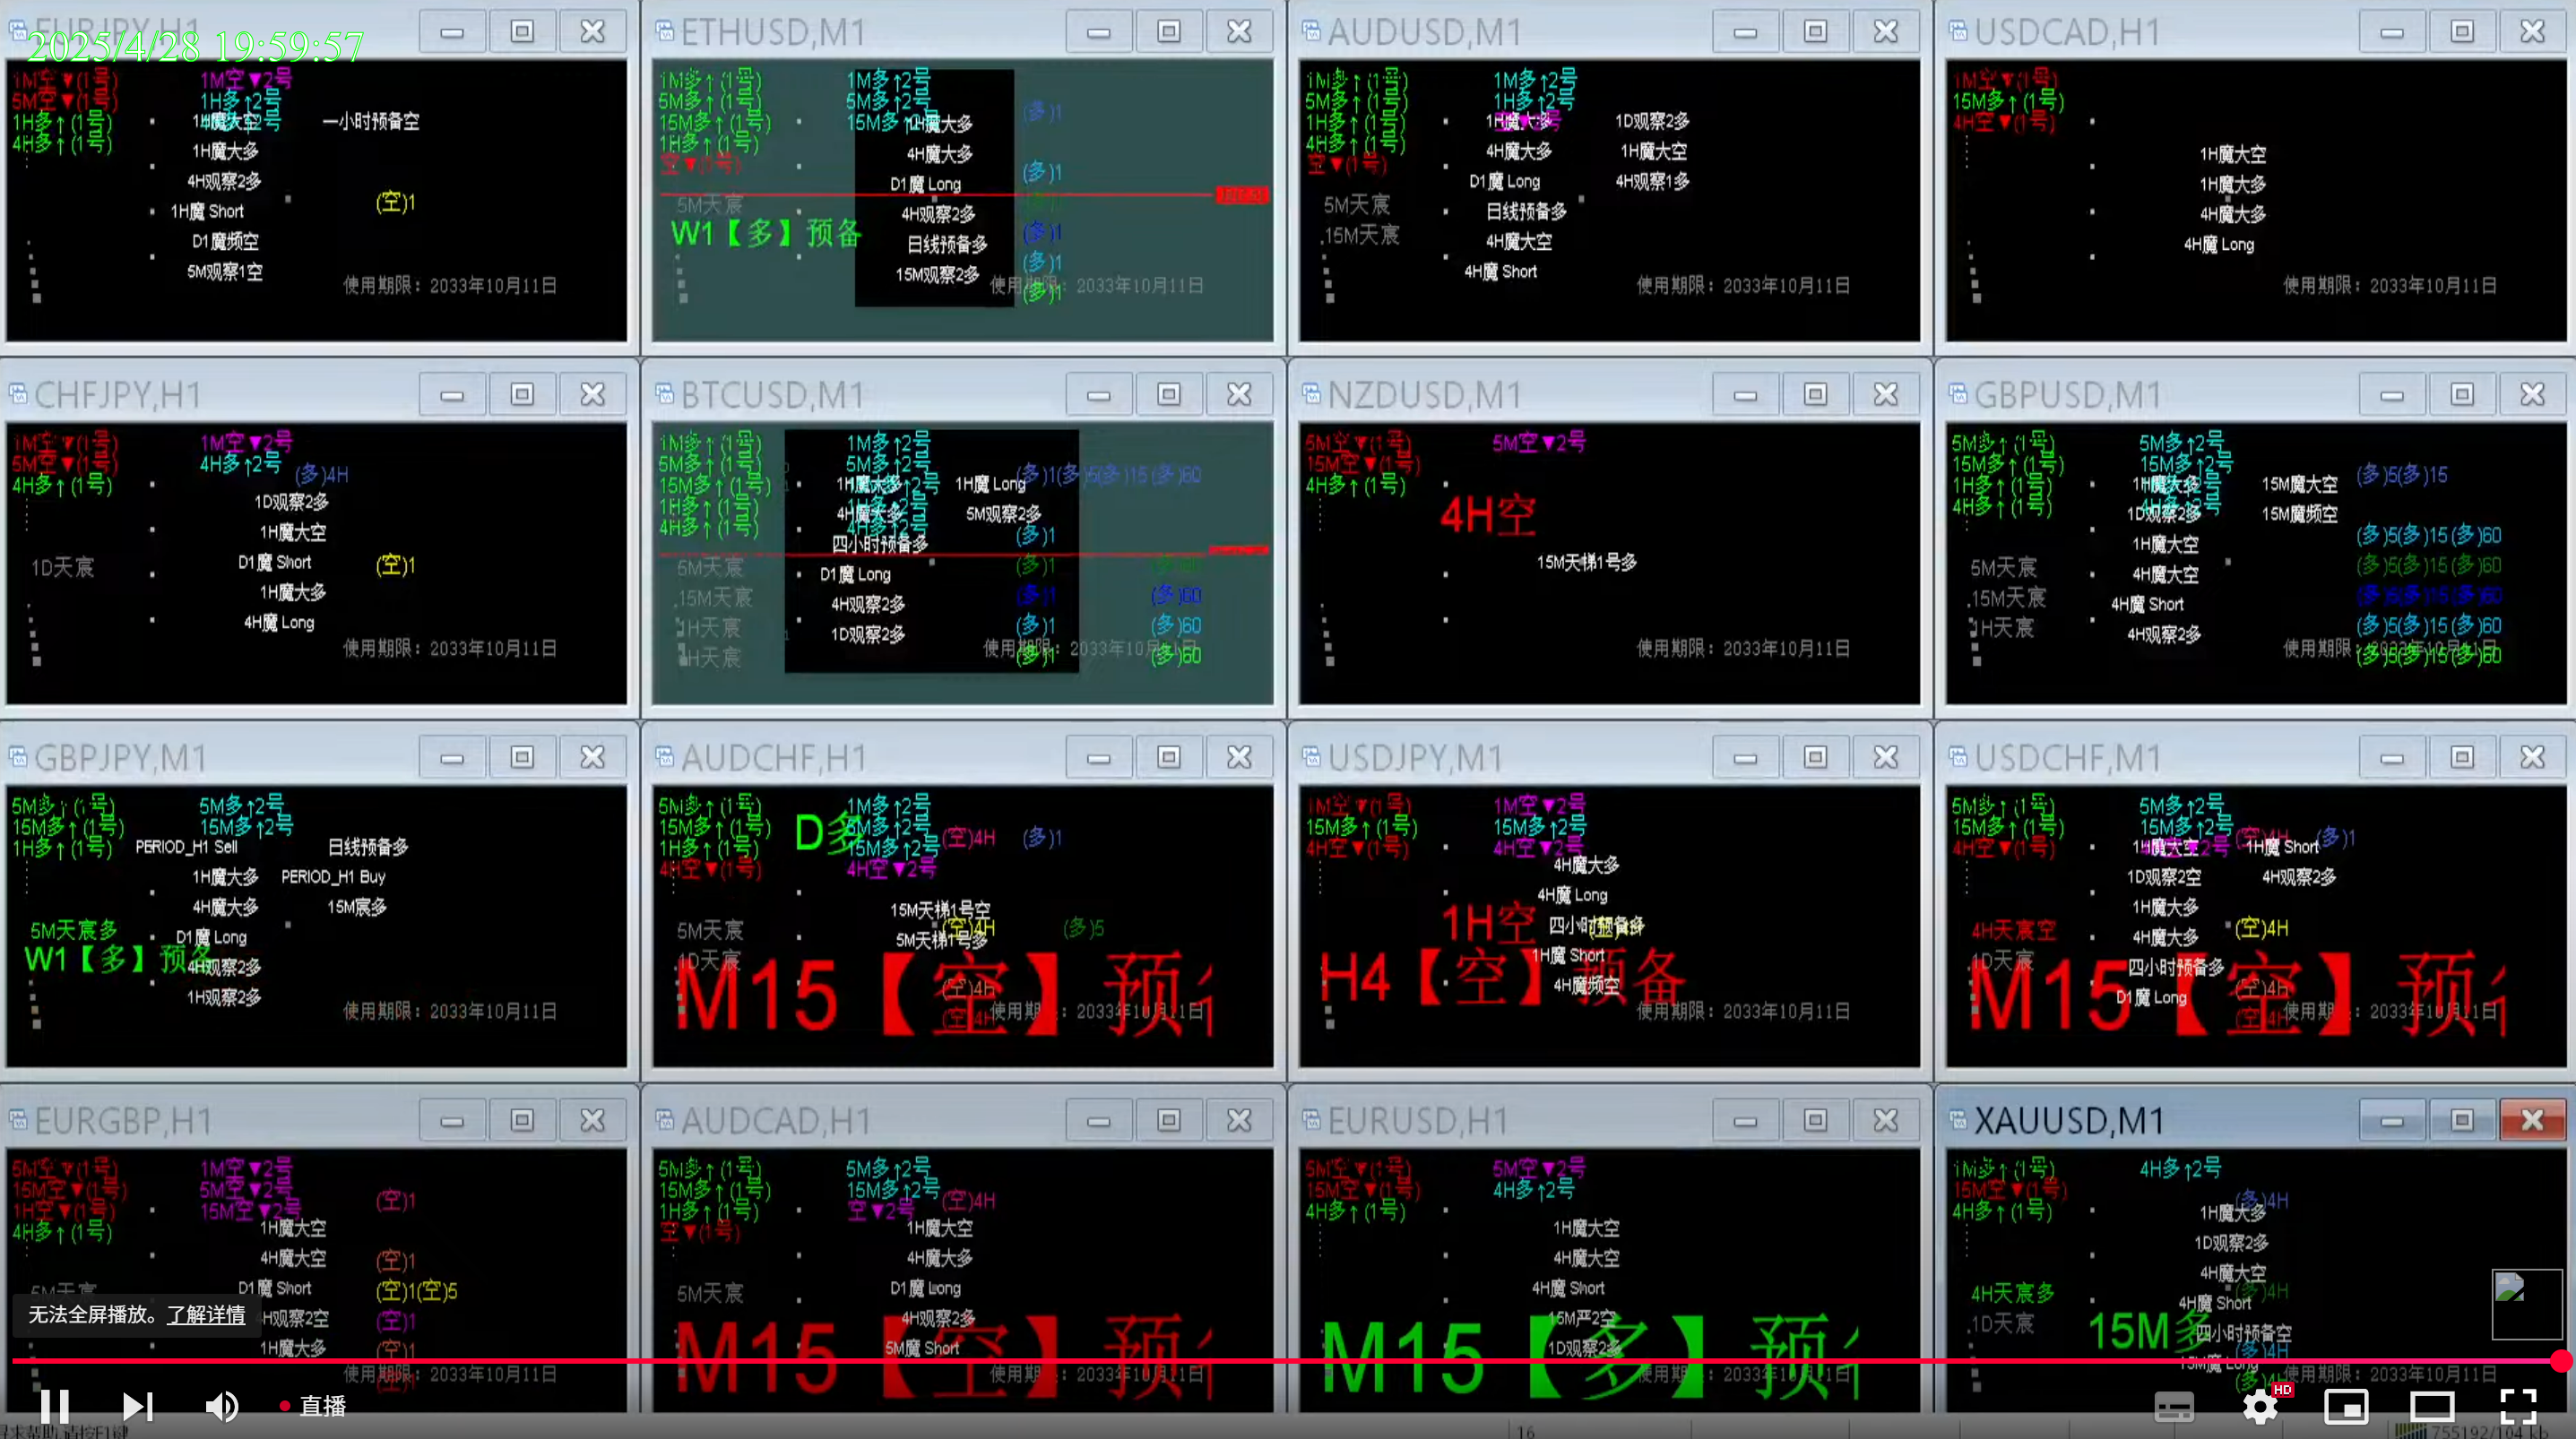 EURJPY,H1
2025/4/28 19:59:57
1M空▼(1号)
1M空▼2号
5M空▼(1号)
1H多↑2号
1H多↑(1号)
1H魔大空
一小时预备空
4H多↑(1号)
1H魔大多
4H观察2多
(空)1
1H魔 Short
D1魔频空
5M观察1空
使用期限：2033年10月11日
ETHUSD,M1
1M多↑(1号)
1M多↑2号
5M多↑(1号)
5M多↑2号
(多)1
15M多↑(1号)
15M多↑2号
1H魔大多
1H多↑(1号)
4H魔大多
空▼(1号)
(多)1
D1魔 Long
5M天宸
4H观察2多
W1【多】预备
(多)1
日线预备多
(多)1
15M观察2多
使用期限：2033年10月11日
(多)1
AUDUSD,M1
1M多↑(1号)
1M多↑2号
5M多↑(1号)
1H多↑2号
1H多↑(1号)
1H魔大多
空▼2号
1D观察2多
4H多↑(1号)
4H魔大多
1H魔大空
空▼(1号)
D1魔 Long
4H观察1多
5M天宸
日线预备多
.15M天宸
4H魔大空
4H魔 Short
使用期限：2033年10月11日
USDCAD,H1
1M空▼(1号)
15M多↑(1号)
4H空▼(1号)
1H魔大空
1H魔大多
4H魔大多
4H魔 Long
使用期限：2033年10月11日
CHFJPY,H1
1M空▼(1号)
1M空▼2号
5M空▼(1号)
4H多↑2号
(多)4H
4H多↑(1号)
1D观察2多
1H魔大空
D1魔 Short
1D天宸
(空)1
1H魔大多
4H魔 Long
使用期限：2033年10月11日
BTCUSD,M1
1M多↑(1号)
1M多↑2号
5M多↑(1号)
5M多↑2号
15M多↑(1号)
1H魔大多
1H魔 Long
(多)1(多)5(多)15(多)60
1H多↑(1号)
1H多↑2号
4H魔大多
5M观察2多
4H多↑(1号)
4H多↑2号
(多)1
四小时预备多
5M天宸
D1魔 Long
(多)1
.15M天宸
4H观察2多
(多)1
(多)60
1H天宸
1D观察2多
(多)1
(多)60
H天宸
使用期限：2033年10月11日
(多)1
(多)60
NZDUSD,M1
5M空▼(1号)
5M空▼2号
15M空▼(1号)
4H多↑(1号)
4H空
15M天梯1号多
使用期限：2033年10月11日
GBPUSD,M1
5M多↑(1号)
5M多↑2号
15M多↑(1号)
15M多↑2号
(多)5(多)15
1H多↑(1号)
1H魔大多
15M魔大空
4H多↑(1号)
4H多↑2号
1D观察2多
15M魔频空
1H魔大空
(多)5(多)15(多)60
5M天宸
4H魔大空
(多)5(多)15(多)60
.15M天宸
4H魔 Short
(多)5(多)15(多)60
1H天宸
4H观察2多
(多)5(多)15(多)60
使用期限：2033年10月11日
(多)5(多)15(多)60
GBPJPY,M1
5M多↑(1号)
5M多↑2号
15M多↑(1号)
15M多↑2号
1H多↑(1号)
PERIOD_H1 Sell
日线预备多
1H魔大多
PERIOD_H1 Buy
4H魔大多
15M宸多
5M天宸多
D1魔 Long
W1【多】预备
4H观察2多
1H观察2多
使用期限：2033年10月11日
AUDCHF,H1
5M多↑(1号)
1M多↑2号
15M多↑(1号)
D多
5M多↑2号
(空)4H
(多)1
1H多↑(1号)
15M多↑2号
4H空▼(1号)
4H空▼2号
15M天梯1号空
5M天宸
(空)4H
(多)5
5M天梯1号多
.1D天宸
M15【空】预
(空)4H
使用期限：2033年10月11日
(空)4H
USDJPY,M1
1M空▼(1号)
1M空▼2号
15M多↑(1号)
15M多↑2号
4H空▼(1号)
4H空▼2号
4H魔大多
4H魔 Long
1H空
四小时预备多
1H魔 Short
H4【空】预备
4H魔频空
使用期限：2033年10月11日
USDCHF,M1
5M多↑(1号)
5M多↑2号
15M多↑(1号)
15M多↑2号
(空)4H
(多)1
4H空▼(1号)
1H魔大空
1H魔 Short
1D观察2空
4H观察2多
1H魔大多
4H天宸空
4H魔大多
(空)4H
.1D天宸
四小时预备多
M15【空】预
D1魔 Long
(空)4H
使用期限：2033年10月11日
(空)4H
EURGBP,H1
5M空▼(1号)
1M空▼2号
15M空▼(1号)
5M空▼2号
(空)1
1H空▼(1号)
15M空▼2号
4H多↑(1号)
1H魔大空
4H魔大空
(空)1
5M天宸
D1魔 Short
(空)1(空)5
无法全屏播放。了解详情
4H观察2空
(空)1
1H魔大多
(空)1
使用期限：2033年10月11日
AUDCAD,H1
5M多↑(1号)
5M多↑2号
15M多↑(1号)
15M多↑2号
(空)4H
1H多↑(1号)
空▼2号
空▼(1号)
1H魔大空
4H魔大多
5M天宸
D1魔 Long
4H观察2多
5M魔 Short
M15【空】预
使用期限：2033年10月11日
EURUSD,H1
5M空▼(1号)
5M空▼2号
15M空▼(1号)
4H多↑2号
4H多↑(1号)
1H魔大空
4H魔大空
4H魔 Short
15M严2空
1D观察2多
M15【多】预
使用期限：2033年10月11日
XAUUSD,M1
1M多↑(1号)
4H多↑2号
15M空▼(1号)
(多)4H
4H多↑(1号)
1H魔大多
1D观察2多
4H魔大空
4H天宸多
(多)4H
4H魔 Short
.1D天宸
15M多
四小时预备空
(多)4H
15M魔 Long
使用期限：2033年10月11日
(多)4H
直播
HD
16
755192/104 kb